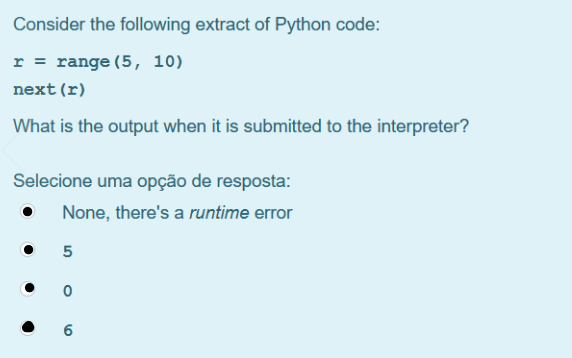 Consider the following extract of Python code:
r = range(5, 10)
next(r)
What is the output when it is submitted to the interpreter?
Selecione uma opção de resposta:
None, there's a runtime error
5
0
6